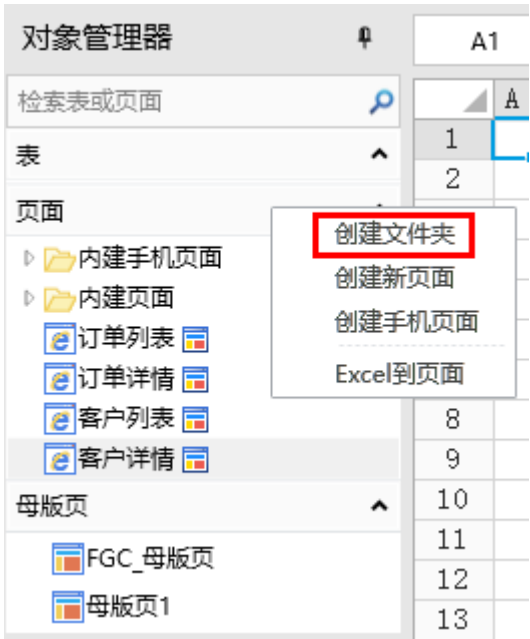 对象管理器
A1
检索表或页面
A
表
1
2
页面
创建文件夹
内建手机页面
创建新页面
内建页面
创建手机页面
订单列表
订单详情
Excel到页面
客户列表
8
客户详情
9
母版页
10
FGC_母版页
11
12
母版页1
13